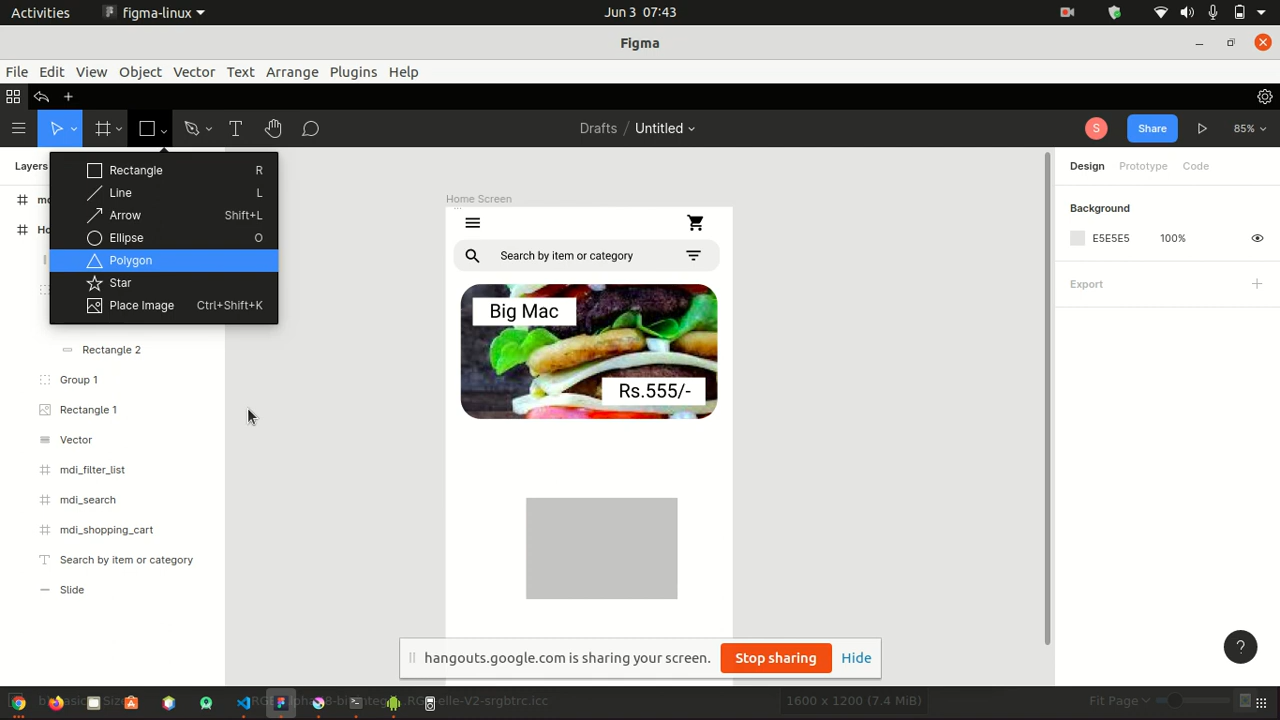 Activities
figma-linux
Jun 3 07:43
Figma
File Edit View Object Vector Text Arrange Plugins Help
Drafts / Untitled
S
Share
85%
Layers
Rectangle R
Line L
Arrow Shift+L
Ellipse O
Polygon
Star
Place Image Ctrl+Shift+K
Rectangle 2
Group 1
Rectangle 1
Vector
mdi_filter_list
mdi_search
mdi_shopping_cart
Search by item or category
Slide
Home Screen
Search by item or category
Big Mac
Rs.555/-
Design Prototype Code
Background
E5E5E5 100%
Export
?
hangouts.google.com is sharing your screen.
Stop sharing
Hide
1600 x 1200 (7.4 MiB)
Fit Page